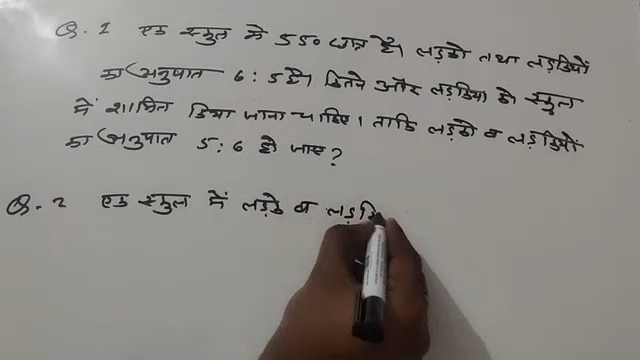 Q. 1 एक स्कुल मे 550 छात्र है। लड़को तथा लड़कियों
का अनुपात 6 : 5 है। कितने और लड़किया को स्कुल
में शामिल किया जाना चाहिए। ताकि लड़को व लड़कियों
का अनुपात 5 : 6 हो जाए ?
Q. 2 एक स्कुल में लड़के व लड़कि